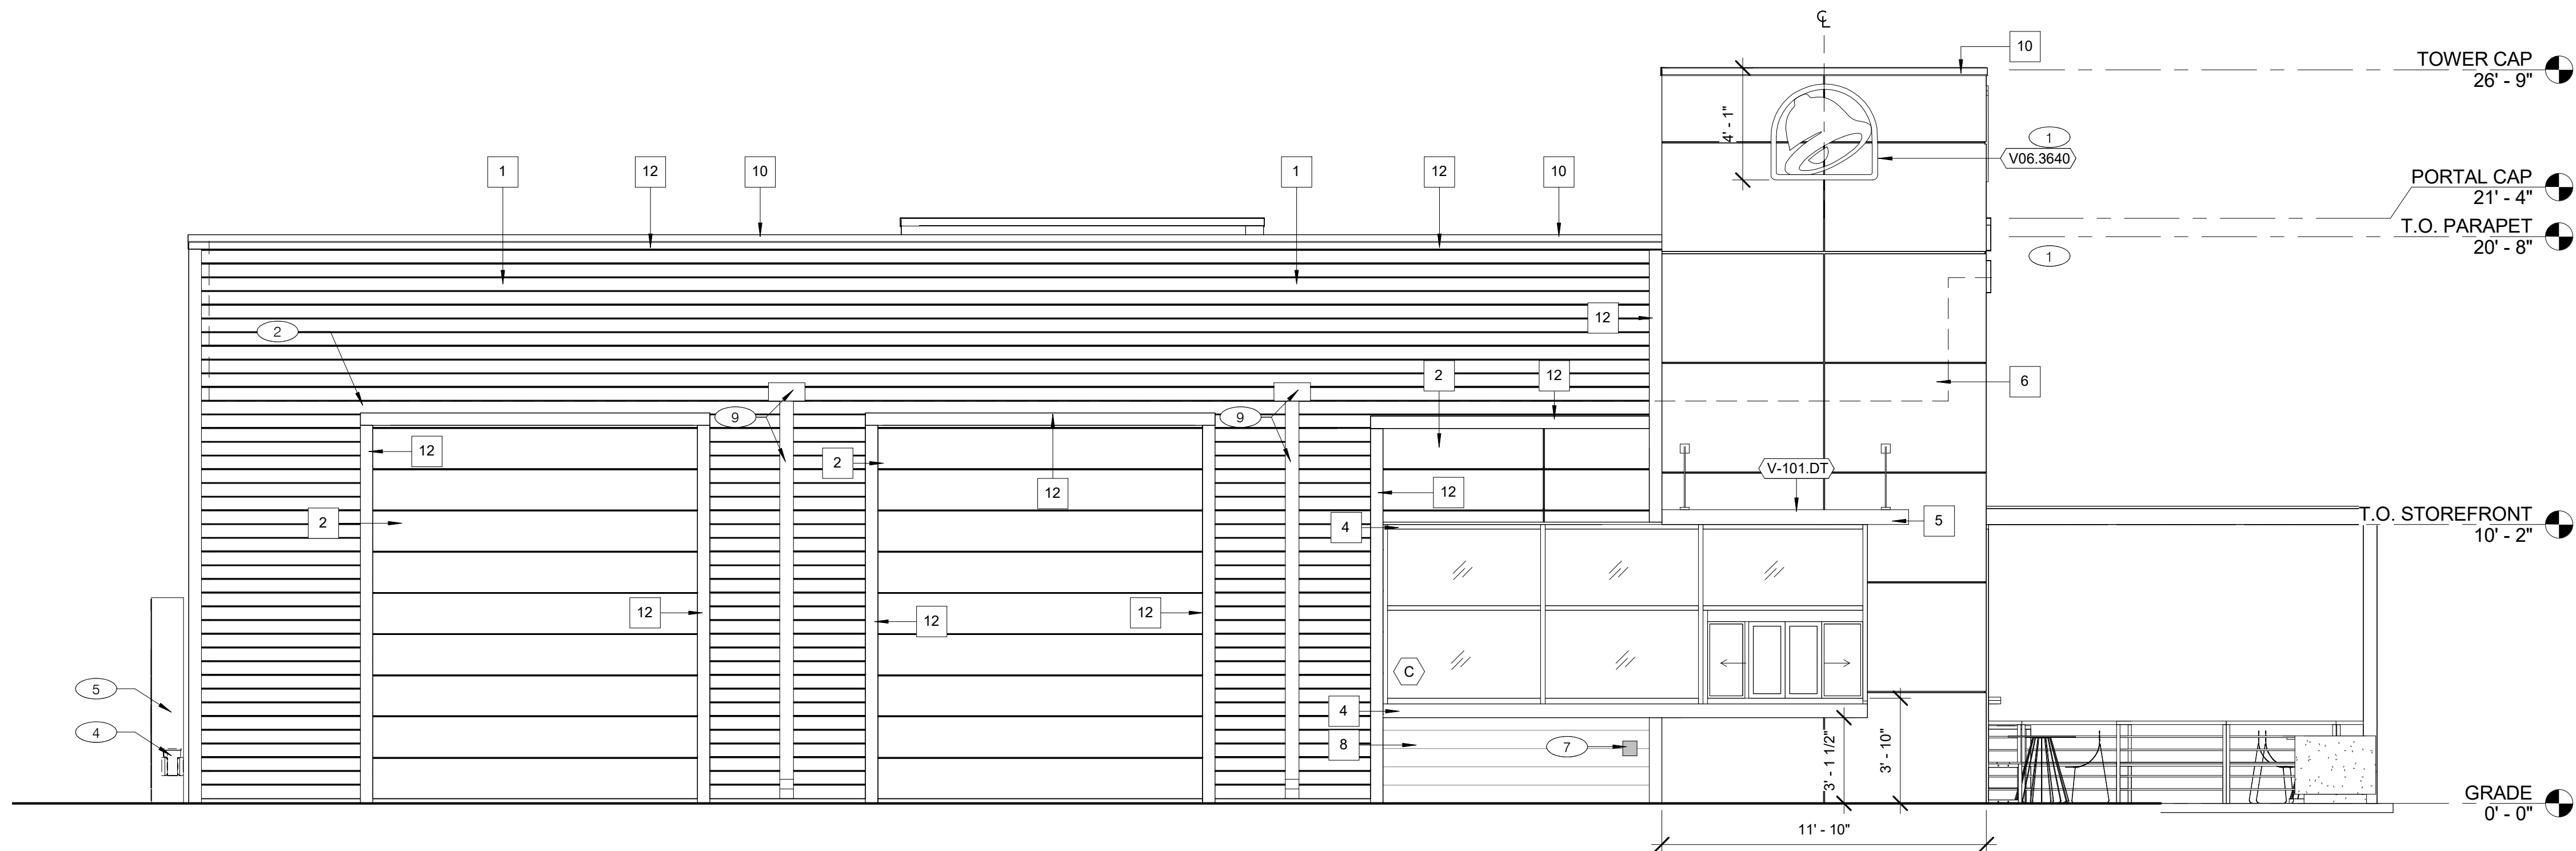 ℄
10
TOWER CAP
26' - 9"
4' - 1"
1
V06.3640
1
12
10
1
12
10
PORTAL CAP
21' - 4"
T.O. PARAPET
20' - 8"
1
2
12
9
9
2
12
6
12
2
12
12
V-101.DT
2
4
5
T.O. STOREFRONT
10' - 2"
12
12
12
C
5
4
4
8
7
3' - 1 1/2"
3' - 10"
GRADE
0' - 0"
11' - 10"